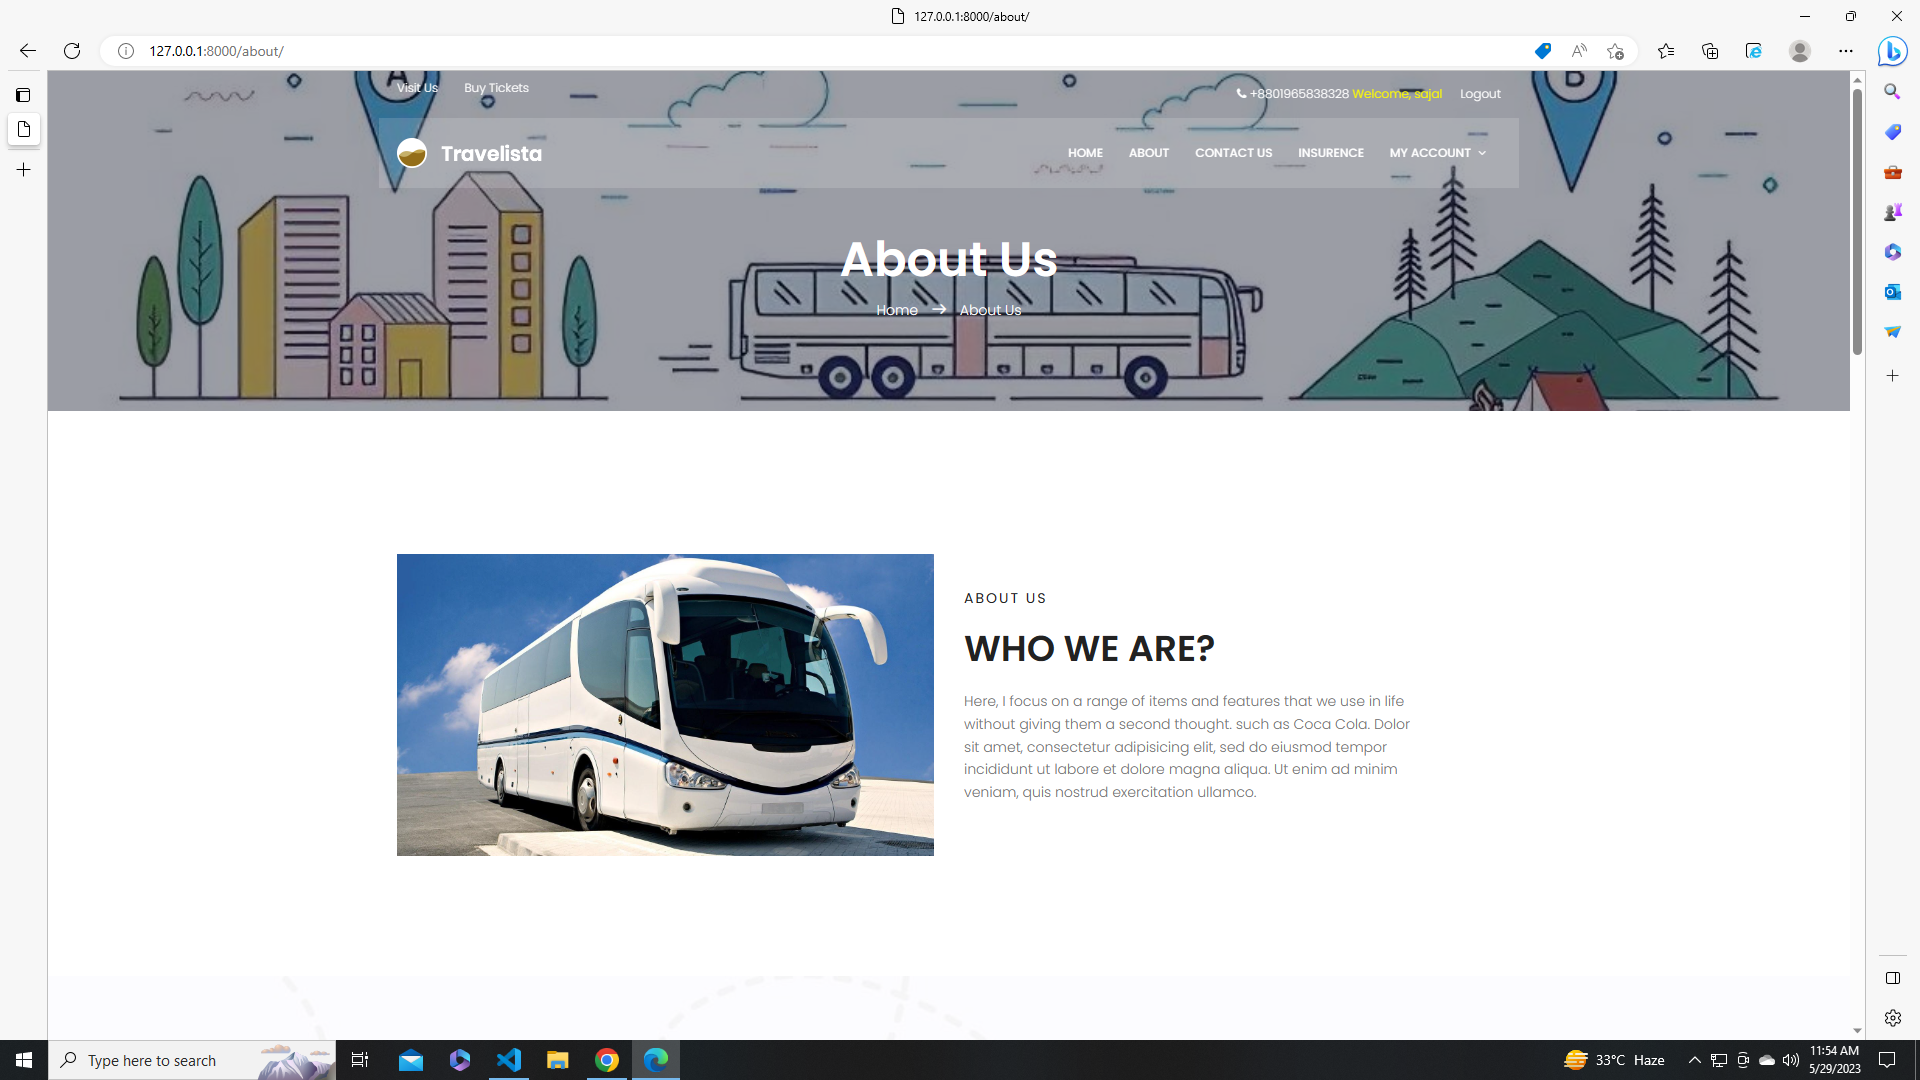 127.0.0.1:8000/about/
127.0.0.1:8000/about/
A
B
Visit Us Buy Tickets
+8801965838328 Welcome, sajal Logout
Travelista
HOME ABOUT CONTACT US INSURENCE MY ACCOUNT
About Us
Home → About Us
ABOUT US
WHO WE ARE?
Here, I focus on a range of items and features that we use in life
without giving them a second thought. such as Coca Cola. Dolor
sit amet, consectetur adipisicing elit, sed do eiusmod tempor
incididunt ut labore et dolore magna aliqua. Ut enim ad minim
veniam, quis nostrud exercitation ullamco.
Type here to search
33°C Haze
11:54 AM
5/29/2023